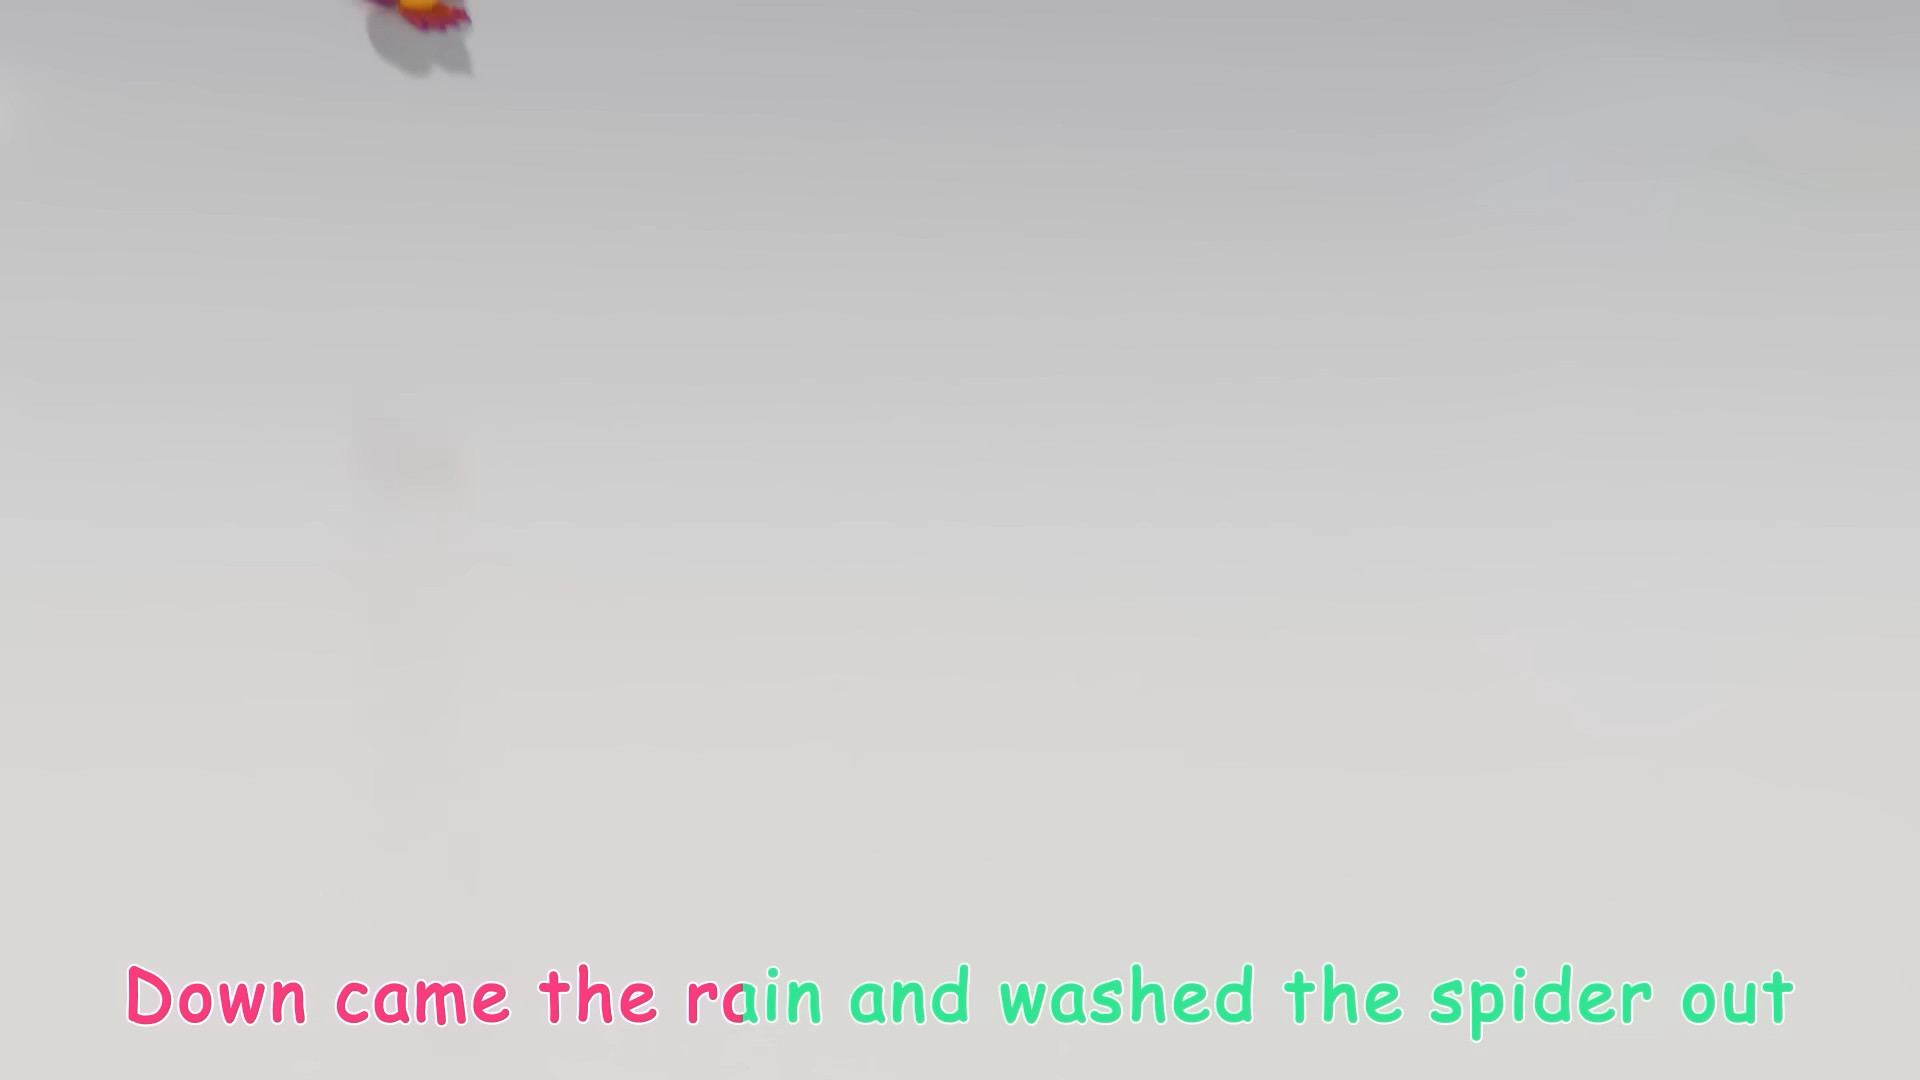 Down came the rain and washed the spider out